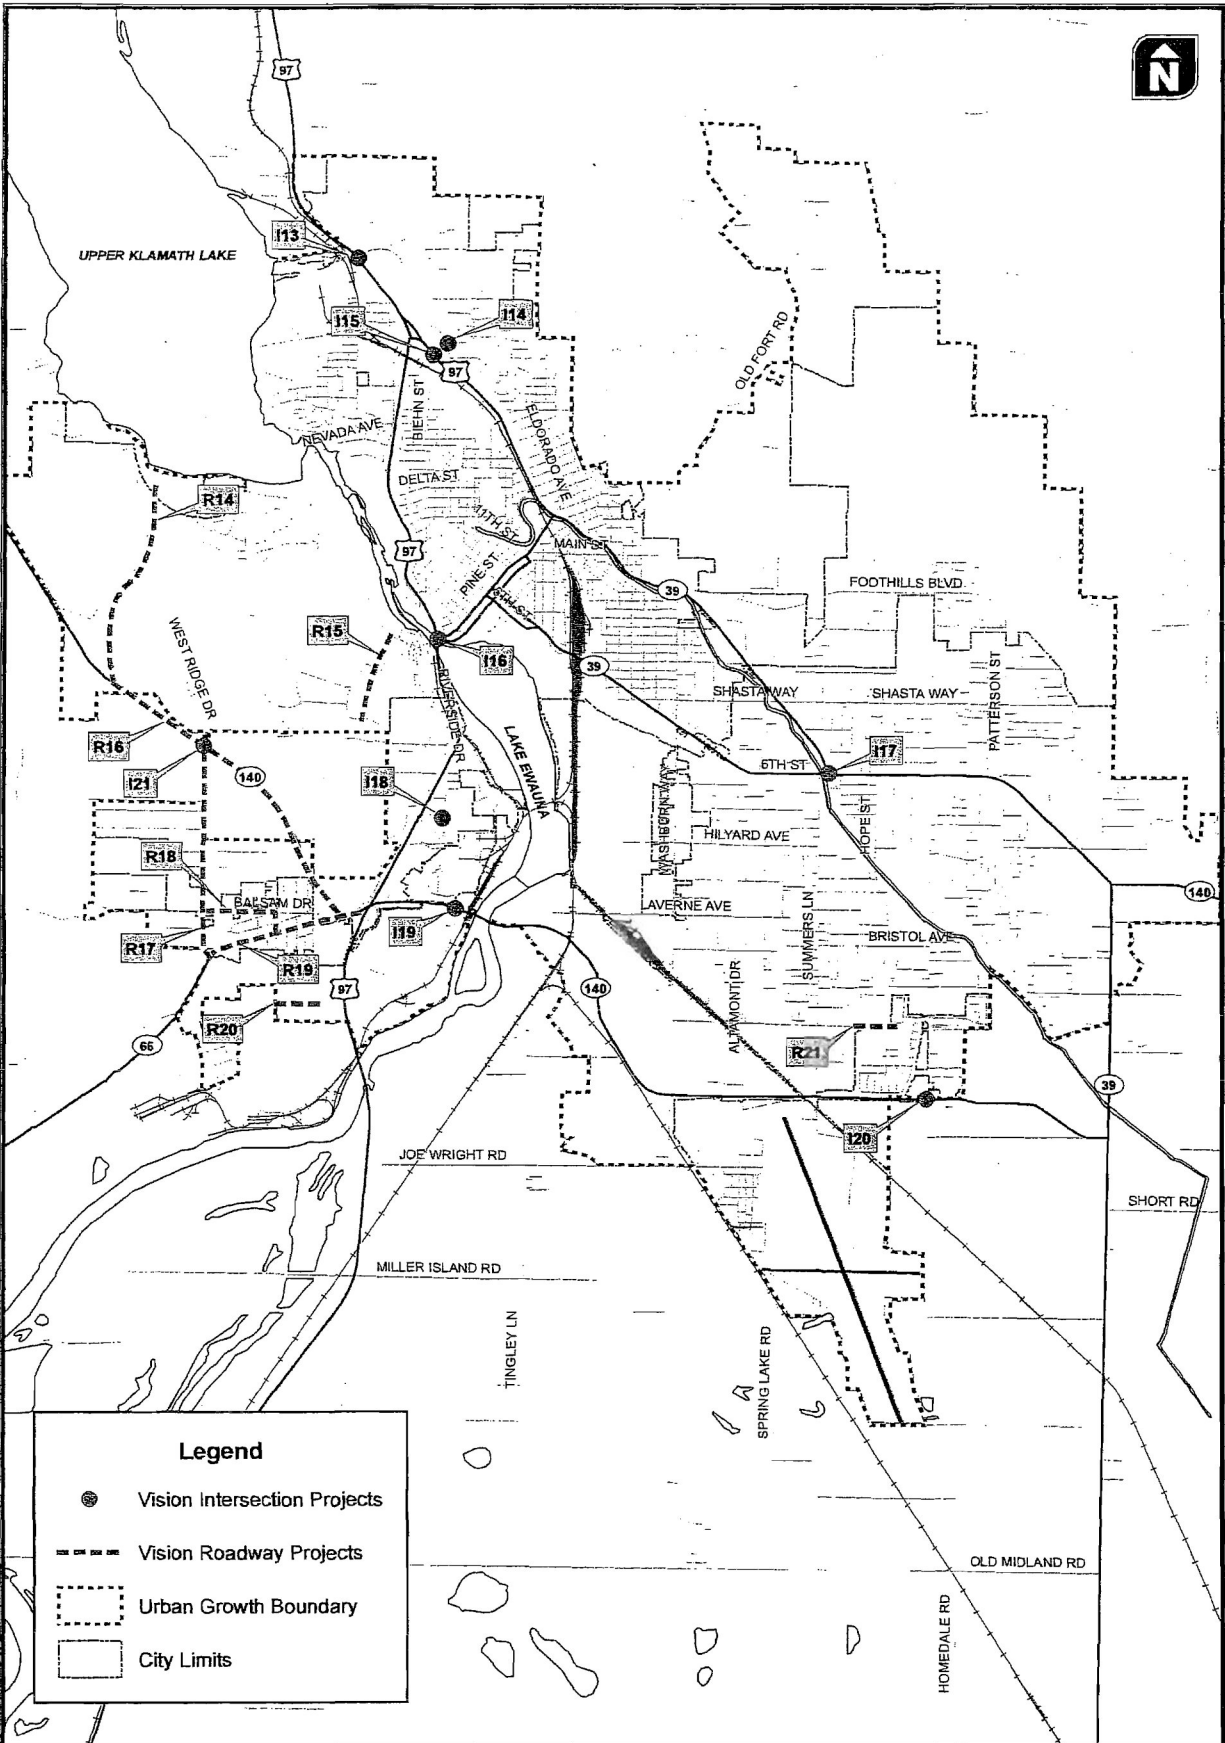 97
N
I13
UPPER KLAMATH LAKE
I15
I14
97
OLD FORT RD
BIEHN ST
ELDORADO AVE
NEVADA AVE
DELTA ST
R14
11TH ST
MAIN ST
97
PINE ST
39
FOOTHILLS BLVD
6TH ST
WEST RIDGE DR
R15
I16
39
PATTERSON ST
SHASTA WAY
SHASTA WAY
RIVERSIDE DR
R16
LAKE EWAUNA
I17
6TH ST
I21
140
I18
WASHBURN WAY
HOPE ST
HILYARD AVE
R18
140
BALSAM DR
LAVERNE AVE
SUMMERS LN
I19
BRISTOL AVE
R17
R19
ALTAMONT DR
97
140
R20
66
R21
39
I20
JOE WRIGHT RD
SHORT RD
MILLER ISLAND RD
TINGLEY LN
SPRING LAKE RD
Legend
Vision Intersection Projects
Vision Roadway Projects
Urban Growth Boundary
City Limits
OLD MIDLAND RD
HOMEDALE RD